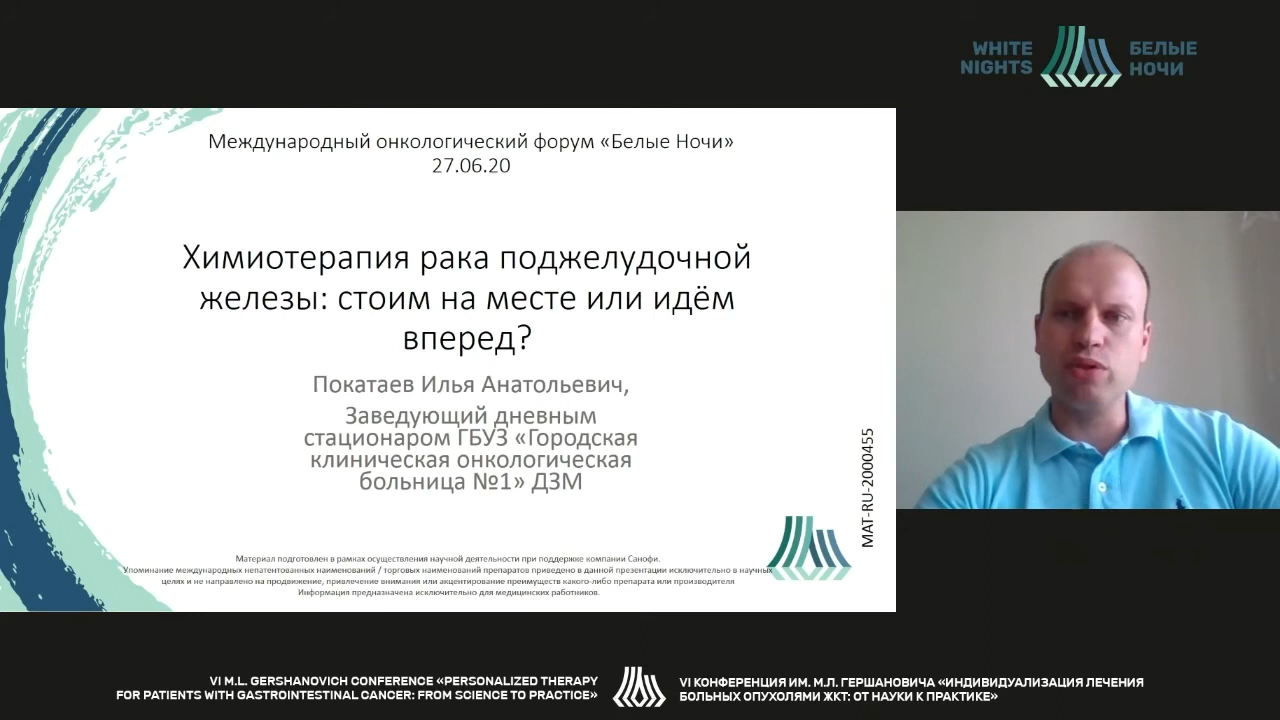 WHITE
NIGHTS
БЕЛЫЕ
НОЧИ
Международный онкологический форум «Белые Ночи»
27.06.20
Химиотерапия рака поджелудочной
железы: стоим на месте или идём
вперед?
Покатаев Илья Анатольевич,
Заведующий дневным
стационаром ГБУЗ «Городская
клиническая онкологическая
больница №1» ДЗМ
MAT-RU-2000455
Материал подготовлен в рамках осуществления научной деятельности при поддержке компании Санофи.
Упоминание международных непатентованных наименований / торговых наименований препаратов приведено в данной презентации исключительно в научных
целях и не направлено на продвижение, привлечение внимания или акцентирование преимуществ какого-либо препарата или производителя
Информация предназначена исключительно для медицинских работников.
VI M.L. GERSHANOVICH CONFERENCE «PERSONALIZED THERAPY
FOR PATIENTS WITH GASTROINTESTINAL CANCER: FROM SCIENCE TO PRACTICE»
VI КОНФЕРЕНЦИЯ ИМ. М.Л. ГЕРШАНОВИЧА «ИНДИВИДУАЛИЗАЦИЯ ЛЕЧЕНИЯ
БОЛЬНЫХ ОПУХОЛЯМИ ЖКТ: ОТ НАУКИ К ПРАКТИКЕ»